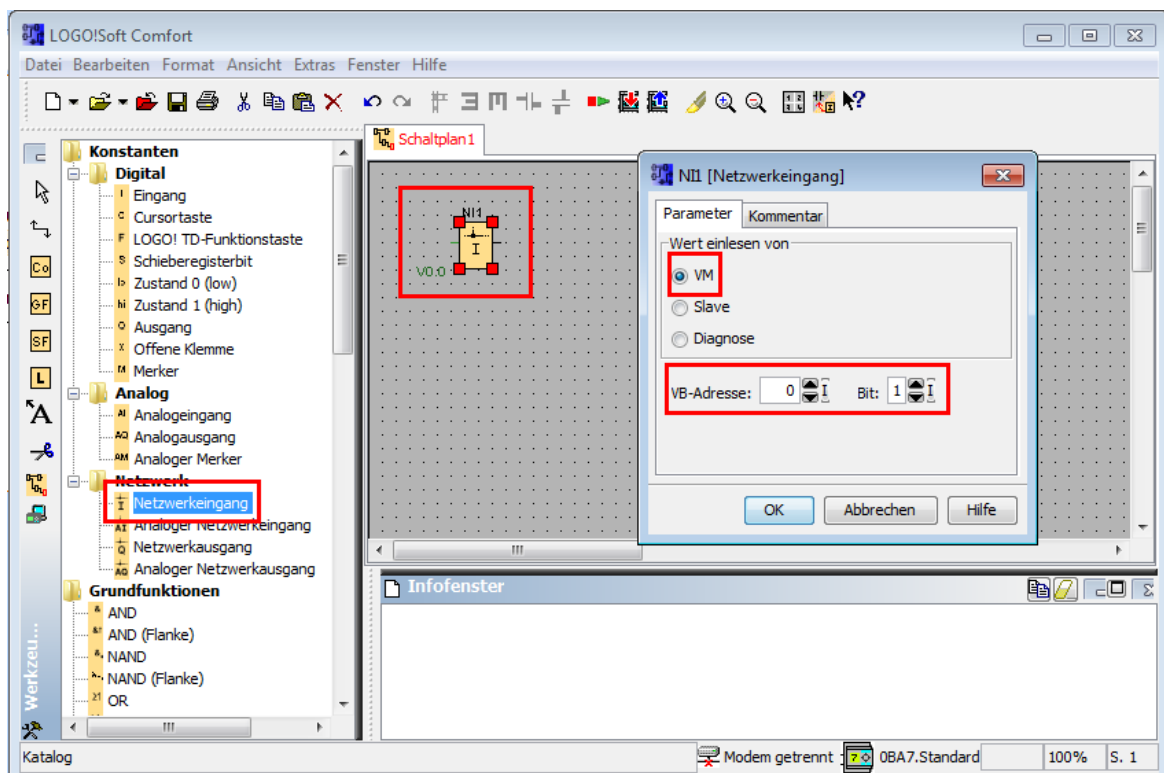 LOGO!Soft Comfort
Datei Bearbeiten Format Ansicht Extras Fenster Hilfe
Schaltplan1
Konstanten
Digital
Eingang
Cursortaste
LOGO! TD-Funktionstaste
Schieberegisterbit
Zustand 0 (low)
Zustand 1 (high)
Ausgang
Offene Klemme
Merker
Analog
Analogeingang
Analogausgang
Analoger Merker
Netzwerk
Netzwerkeingang
Analoger Netzwerkeingang
Netzwerkausgang
Analoger Netzwerkausgang
Grundfunktionen
AND
AND (Flanke)
NAND
NAND (Flanke)
OR
Co
GF
SF
L
Werkzeu...
NI1
I
V0.0
NI1 [Netzwerkeingang]
Parameter Kommentar
Wert einlesen von
VM
Slave
Diagnose
VB-Adresse: 0 Bit: 1
OK Abbrechen Hilfe
Infofenster
Katalog
Modem getrennt 0BA7.Standard 100% S. 1